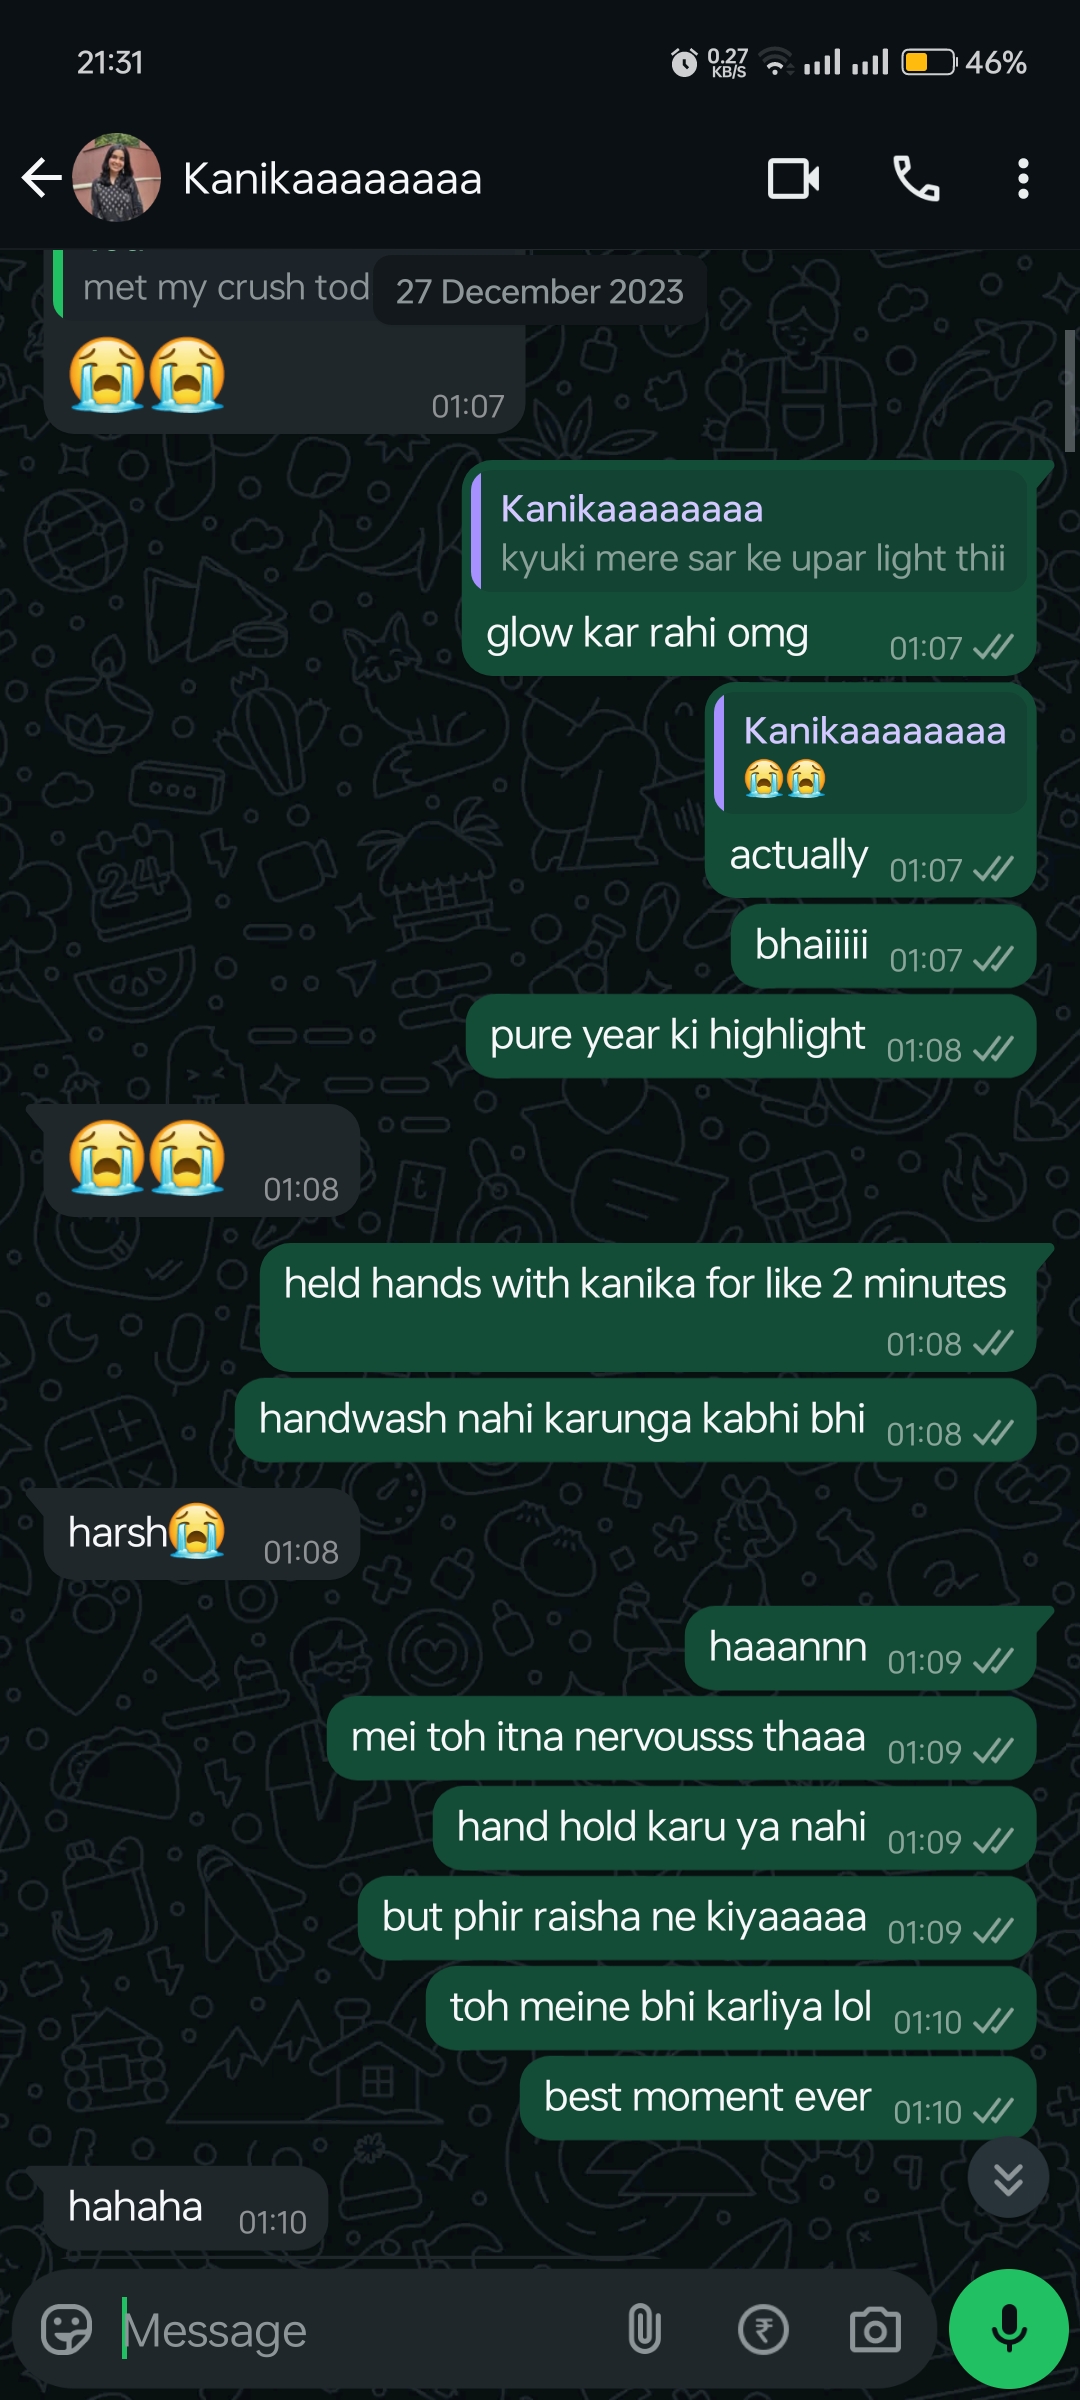 21:31
0.27
KB/S
46%
Kanikaaaaaaaa
met my crush tod
27 December 2023
😭😭
01:07
Kanikaaaaaaaa
kyuki mere sar ke upar light thii
glow kar rahi omg
01:07
Kanikaaaaaaaa
😭😭
actually
01:07
bhaiiiii
01:07
pure year ki highlight
01:08
😭😭
01:08
held hands with kanika for like 2 minutes
01:08
handwash nahi karunga kabhi bhi
01:08
harsh😭
01:08
haaannn
01:09
mei toh itna nervousss thaaa
01:09
hand hold karu ya nahi
01:09
but phir raisha ne kiyaaaaa
01:09
toh meine bhi karliya lol
01:10
best moment ever
01:10
hahaha
01:10
Message